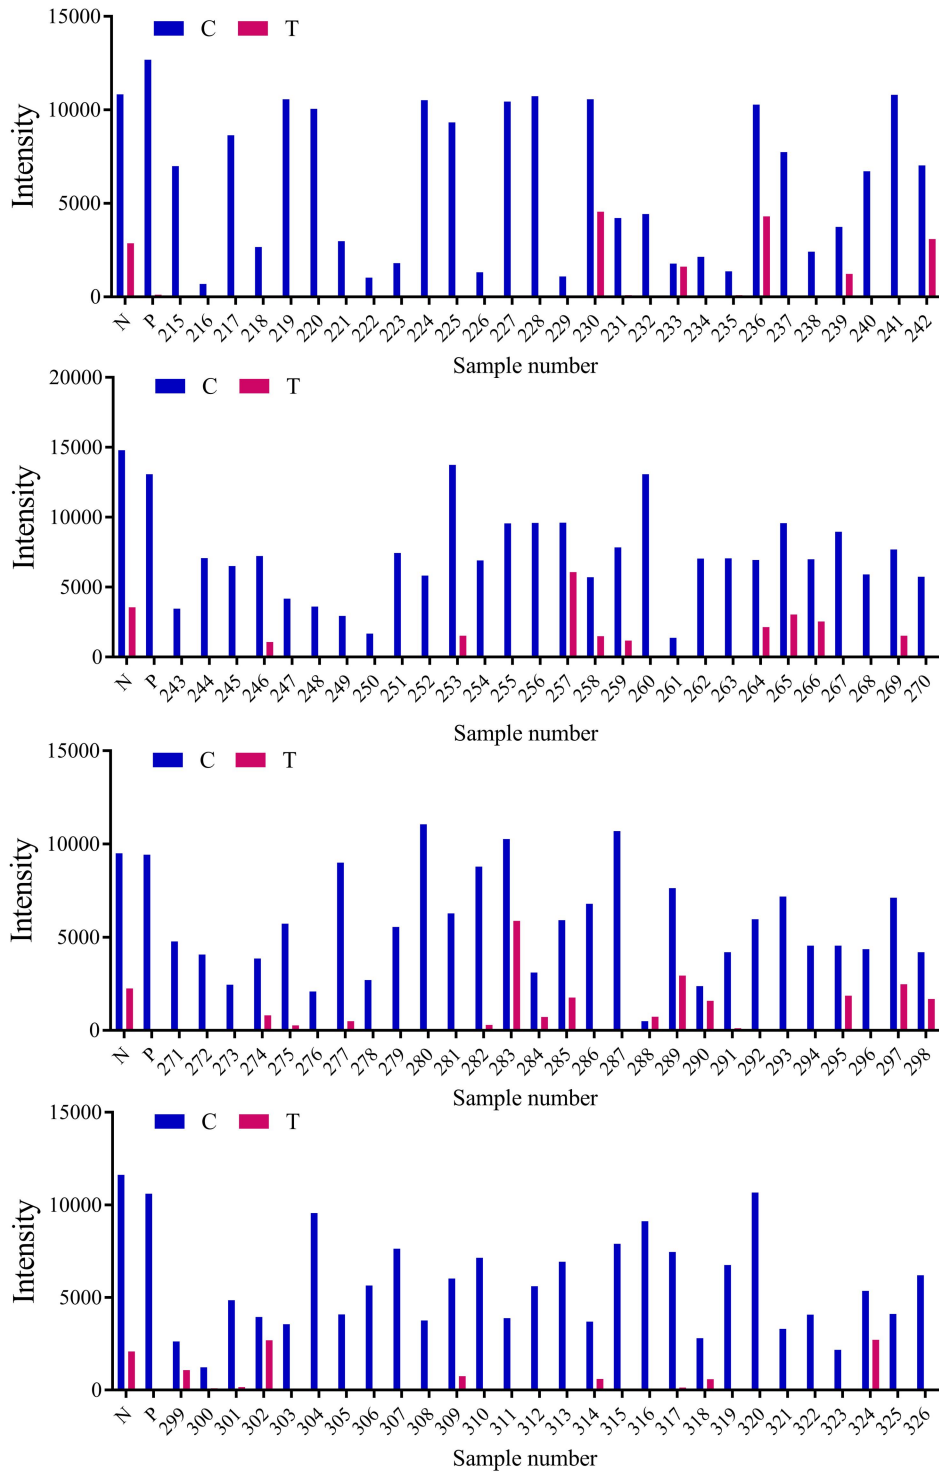 C T
Intensity
15000
10000
5000
0
N P 215 216 217 218 219 220 221 222 223 224 225 226 227 228 229 230 231 232 233 234 235 236 237 238 239 240 241 242
Sample number
C T
Intensity
20000
15000
10000
5000
0
N P 243 244 245 246 247 248 249 250 251 252 253 254 255 256 257 258 259 260 261 262 263 264 265 266 267 268 269 270
Sample number
C T
Intensity
15000
10000
5000
0
N P 271 272 273 274 275 276 277 278 279 280 281 282 283 284 285 286 287 288 289 290 291 292 293 294 295 296 297 298
Sample number
C T
Intensity
15000
10000
5000
0
N P 299 300 301 302 303 304 305 306 307 308 309 310 311 312 313 314 315 316 317 318 319 320 321 322 323 324 325 326
Sample number